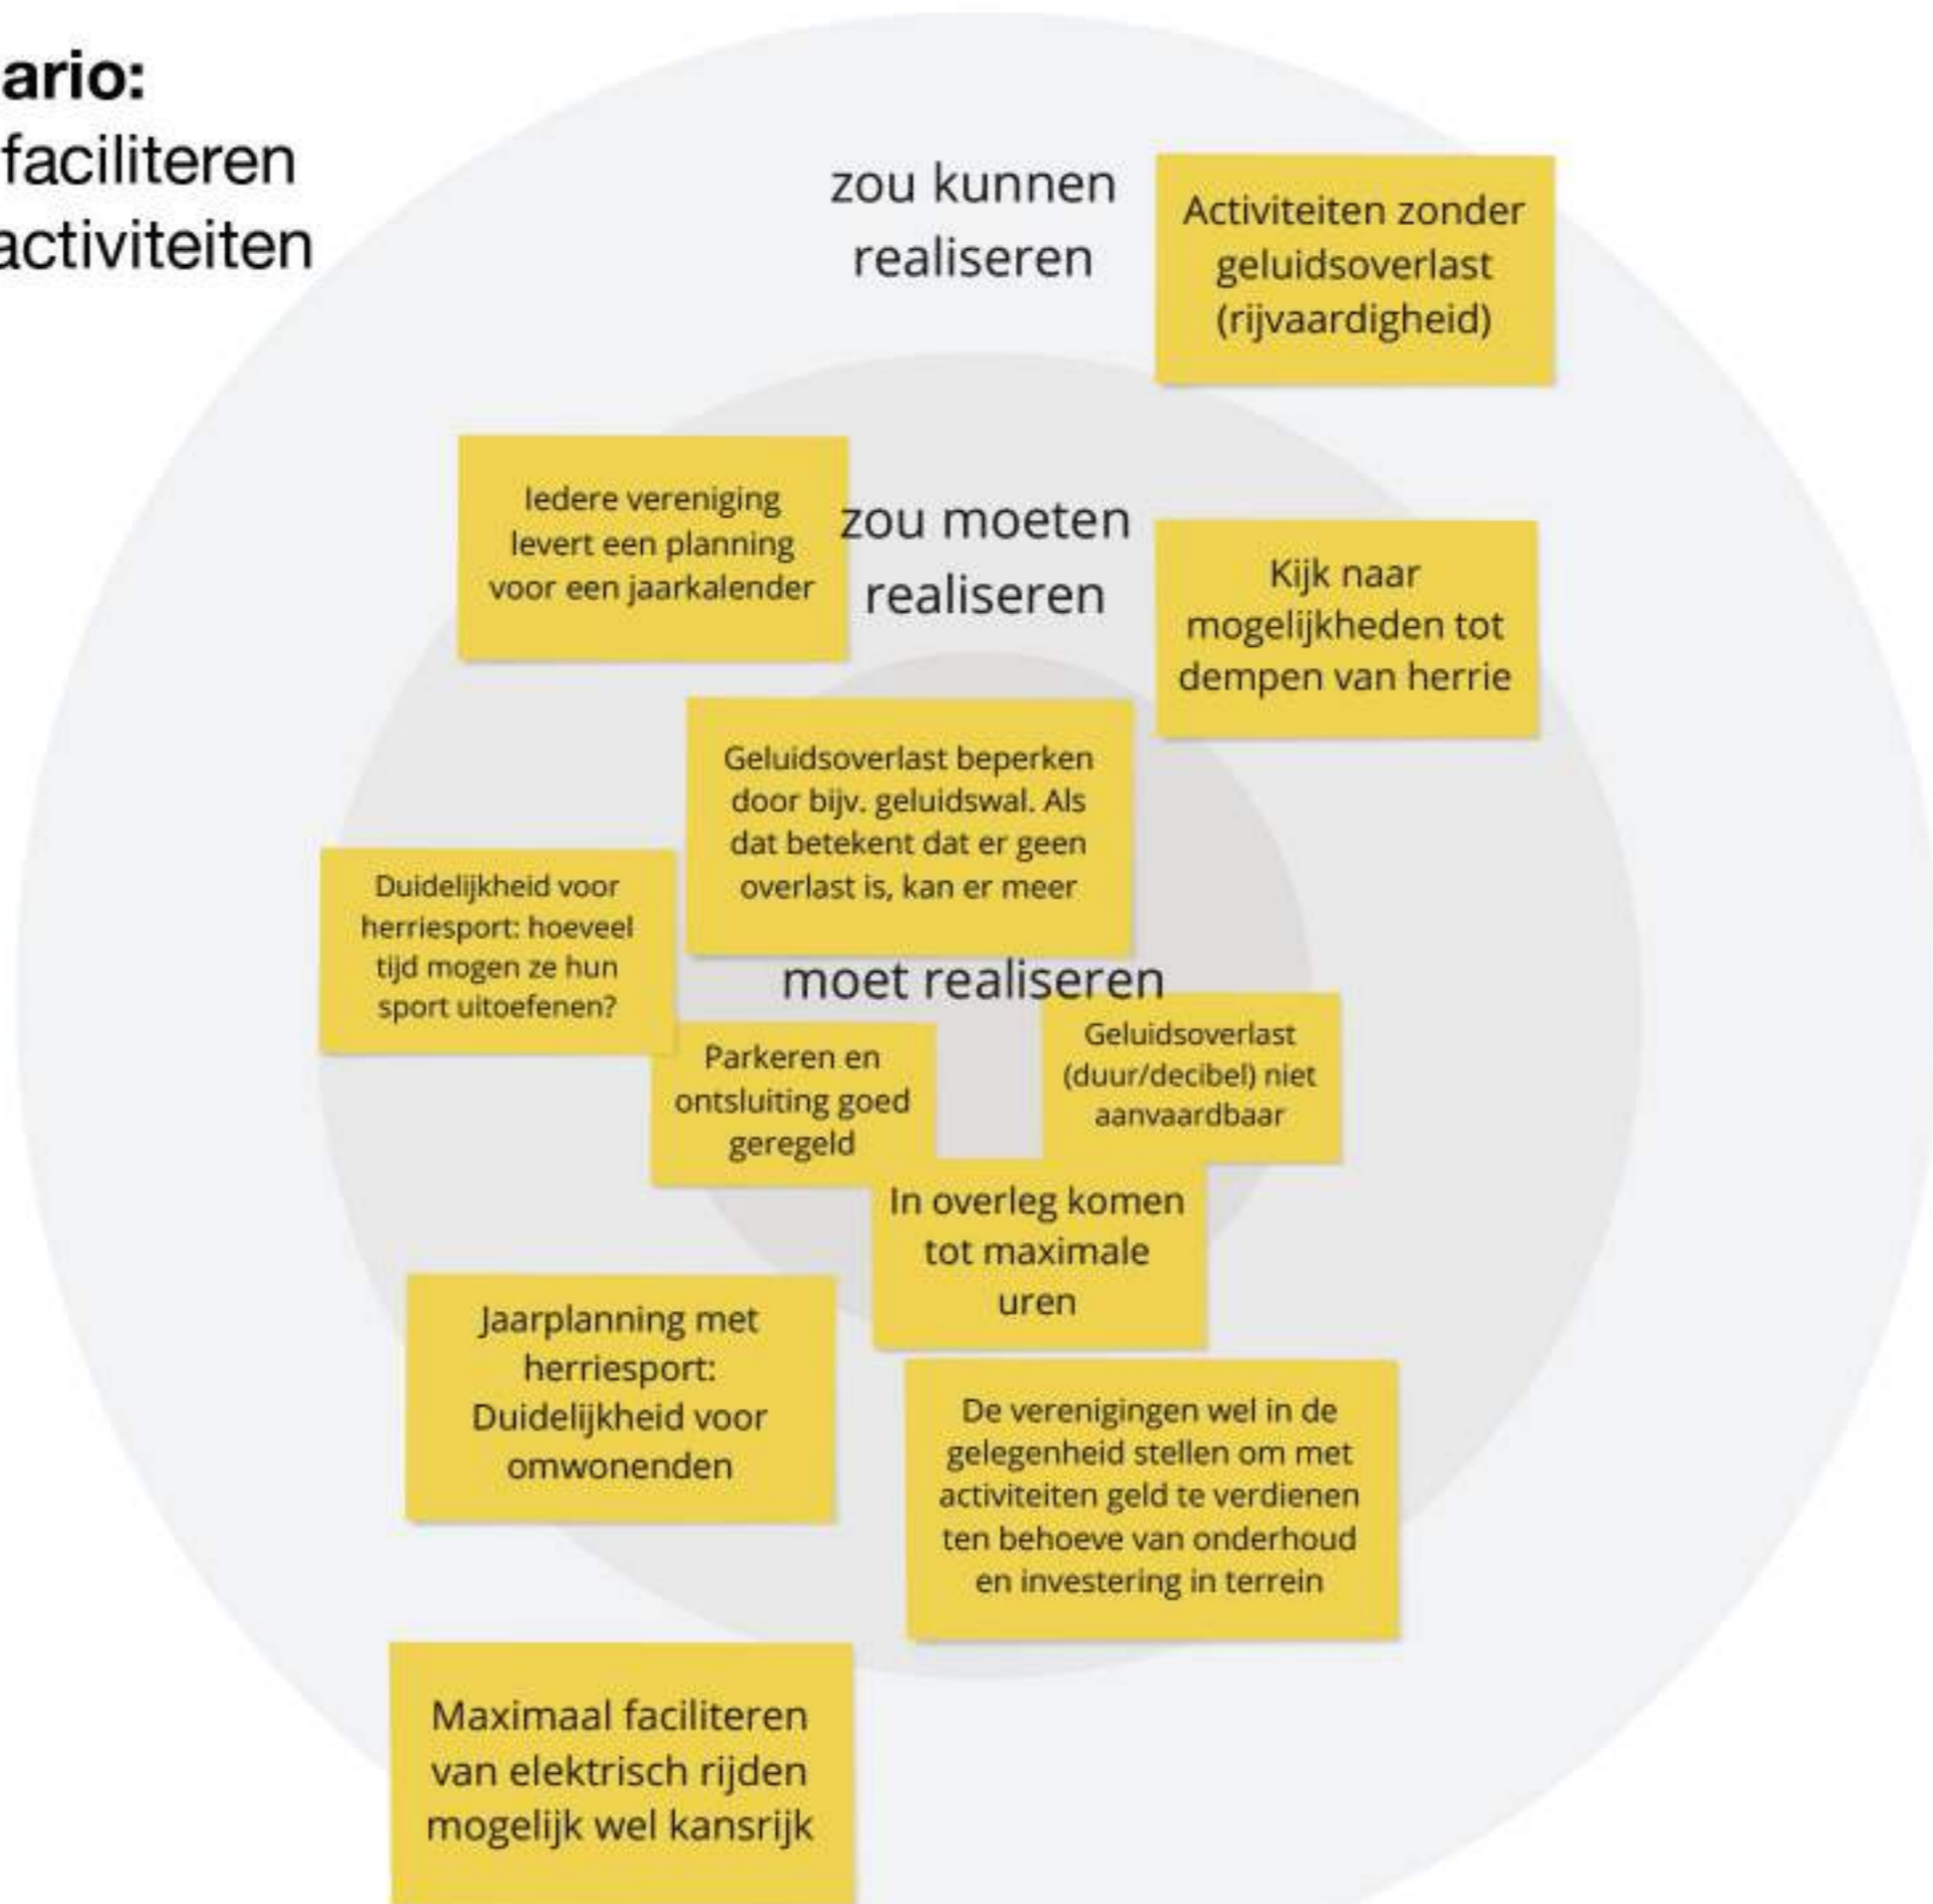 ario:
faciliteren
activiteiten
zou kunnen
realiseren
Activiteiten zonder
geluidsoverlast
(rijvaardigheid)
Iedere vereniging
levert een planning
voor een jaarkalender
zou moeten
realiseren
Kijk naar
mogelijkheden tot
dempen van herrie
Geluidsoverlast beperken
door bijv. geluidswal. Als
dat betekent dat er geen
overlast is, kan er meer
Duidelijkheid voor
herriesport: hoeveel
tijd mogen ze hun
sport uitoefenen?
moet realiseren
Parkeren en
ontsluiting goed
geregeld
Geluidsoverlast
(duur/decibel) niet
aanvaardbaar
In overleg komen
tot maximale
uren
Jaarplanning met
herriesport:
Duidelijkheid voor
omwonenden
De verenigingen wel in de
gelegenheid stellen om met
activiteiten geld te verdienen
ten behoeve van onderhoud
en investering in terrein
Maximaal faciliteren
van elektrisch rijden
mogelijk wel kansrijk